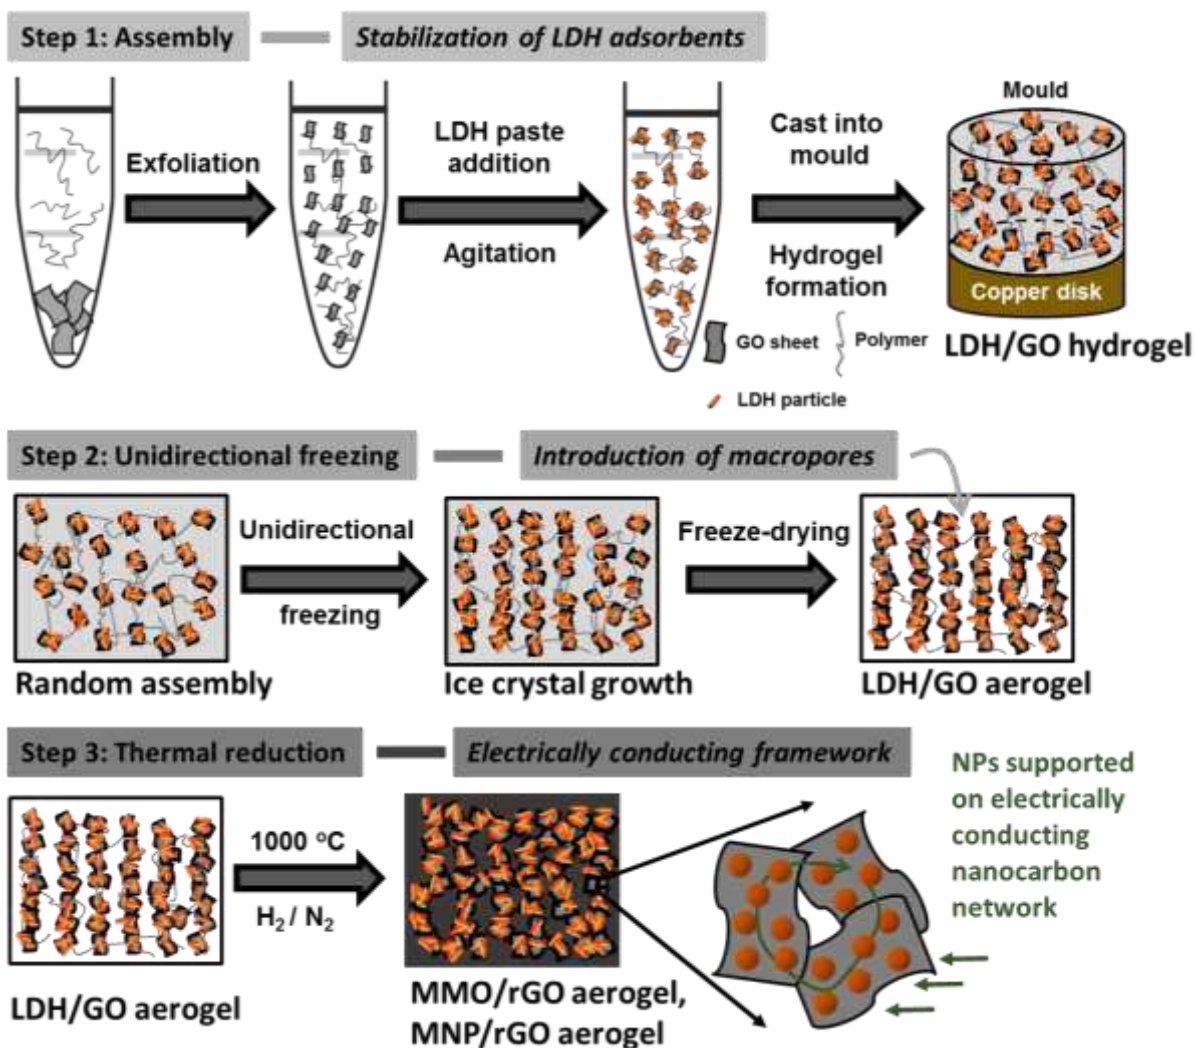 Step 1: Assembly
Stabilization of LDH adsorbents
Exfoliation
LDH paste
addition
Agitation
Cast into
mould
Hydrogel
formation
Mould
Copper disk
GO sheet
Polymer
LDH particle
LDH/GO hydrogel
Step 2: Unidirectional freezing
Introduction of macropores
Unidirectional
freezing
Freeze-drying
Random assembly
Ice crystal growth
LDH/GO aerogel
Step 3: Thermal reduction
Electrically conducting framework
1000 °C
H₂ / N₂
NPs supported
on electrically
conducting
nanocarbon
network
LDH/GO aerogel
MMO/rGO aerogel,
MNP/rGO aerogel